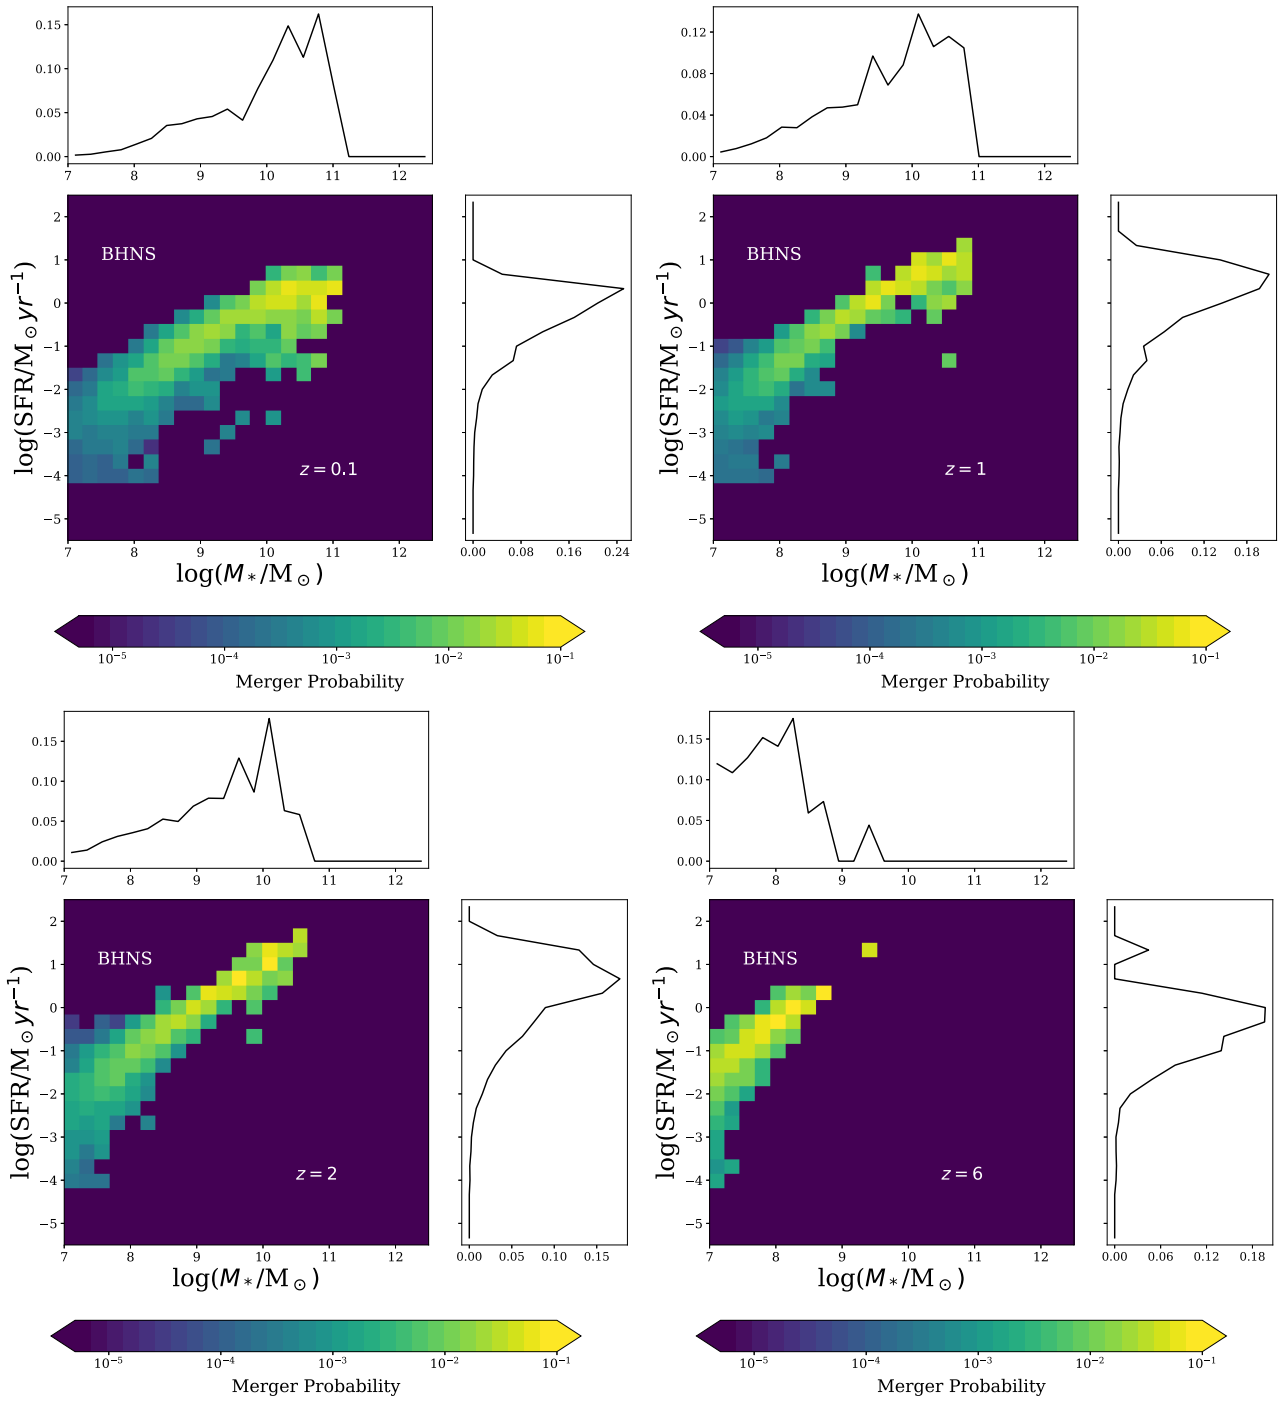 0.15
0.10
0.05
0.00
7 8 9 10 11 12
2
1
0
−1
−2
−3
−4
−5
log(SFR/M⊙yr⁻¹)
BHNS
z = 0.1
7 8 9 10 11 12
log(M∗/M⊙)
0.00 0.08 0.16 0.24
10⁻⁵ 10⁻⁴ 10⁻³ 10⁻² 10⁻¹
Merger Probability
0.12
0.08
0.04
0.00
7 8 9 10 11 12
2
1
0
−1
−2
−3
−4
−5
log(SFR/M⊙yr⁻¹)
BHNS
z = 1
7 8 9 10 11 12
log(M∗/M⊙)
0.00 0.06 0.12 0.18
10⁻⁵ 10⁻⁴ 10⁻³ 10⁻² 10⁻¹
Merger Probability
0.15
0.10
0.05
0.00
7 8 9 10 11 12
2
1
0
−1
−2
−3
−4
−5
log(SFR/M⊙yr⁻¹)
BHNS
z = 2
7 8 9 10 11 12
log(M∗/M⊙)
0.00 0.05 0.10 0.15
10⁻⁵ 10⁻⁴ 10⁻³ 10⁻² 10⁻¹
Merger Probability
0.15
0.10
0.05
0.00
7 8 9 10 11 12
2
1
0
−1
−2
−3
−4
−5
log(SFR/M⊙yr⁻¹)
BHNS
z = 6
7 8 9 10 11 12
log(M∗/M⊙)
0.00 0.06 0.12 0.18
10⁻⁵ 10⁻⁴ 10⁻³ 10⁻² 10⁻¹
Merger Probability